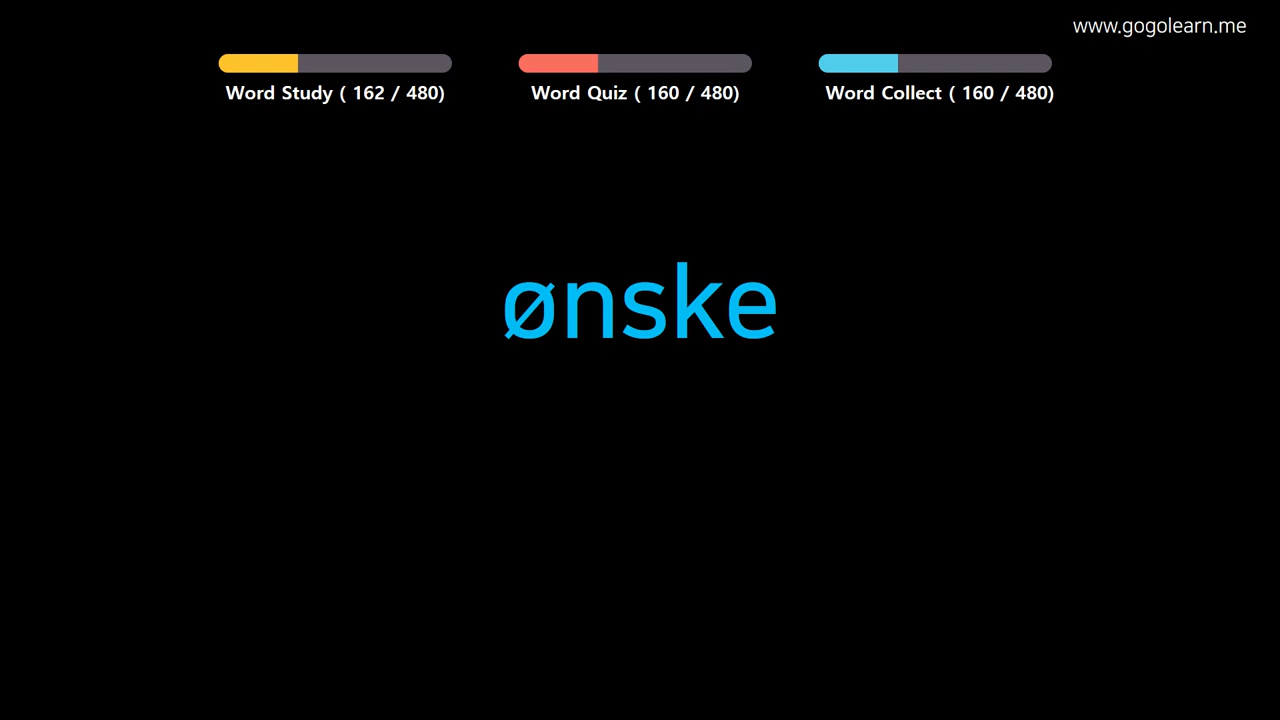 www.gogolearn.me
Word Study ( 162 / 480)
Word Quiz ( 160 / 480)
Word Collect ( 160 / 480)
ønske